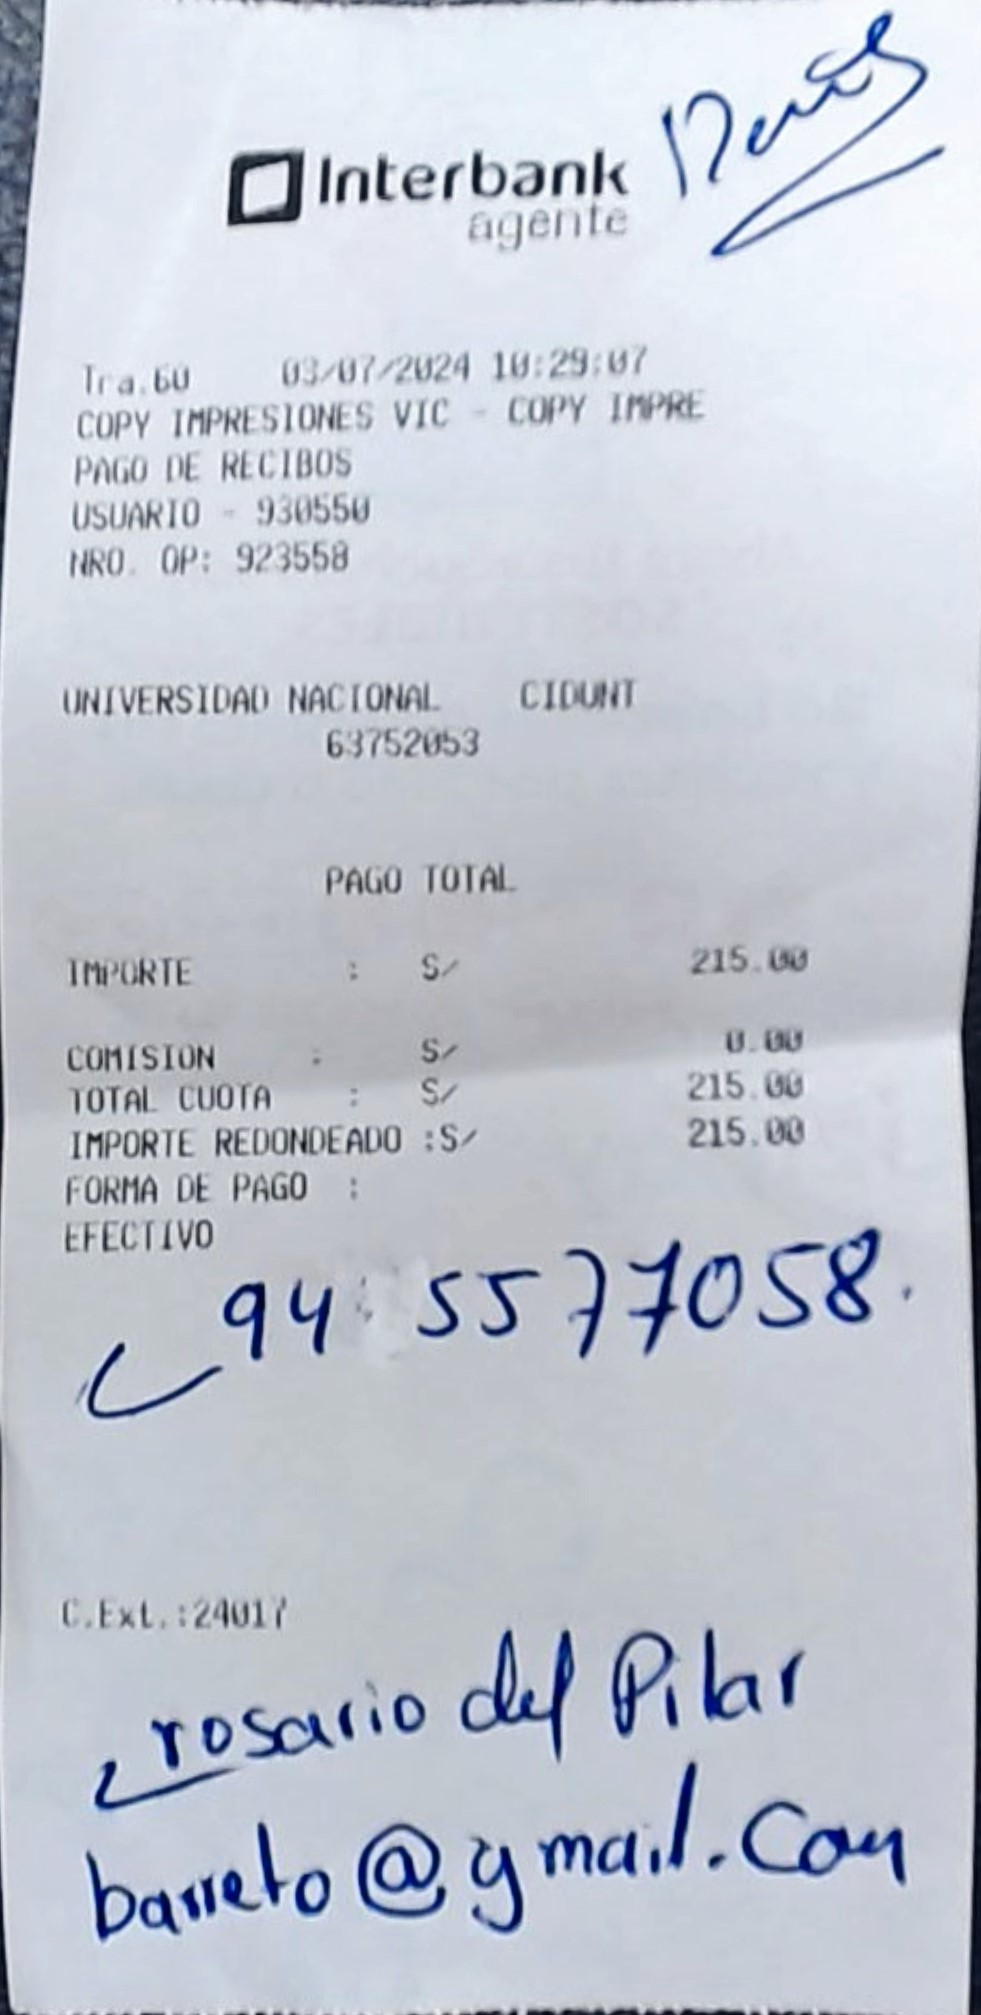 Interbank
agente
Tra.60 03/07/2024 10:29:07
COPY IMPRESIONES VIC - COPY IMPRE
PAGO DE RECIBOS
USUARIO - 930550
NRO. OP: 923558
UNIVERSIDAD NACIONAL CIDUNT
63752053
PAGO TOTAL
IMPORTE : S/ 215.00
COMISION : S/ 0.00
TOTAL CUOTA : S/ 215.00
IMPORTE REDONDEADO :S/ 215.00
FORMA DE PAGO :
EFECTIVO
94 5577058.
C.Ext.:24017
rosario del Pilar
barreto@gmail.com